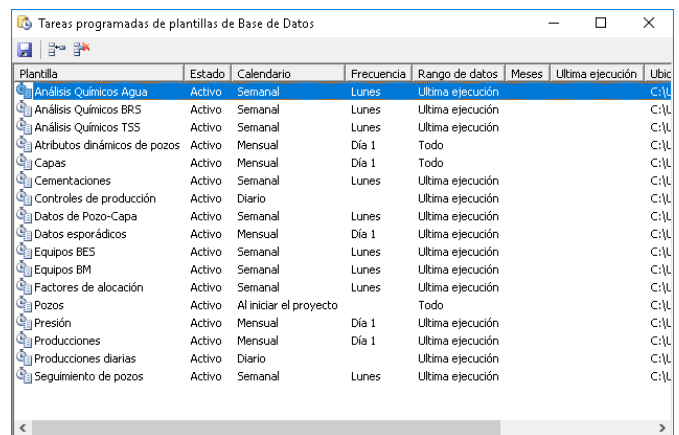 Tareas programadas de plantillas de Base de Datos
Plantilla Estado Calendario Frecuencia Rango de datos Meses Ultima ejecución Ubic
Análisis Químicos Agua Activo Semanal Lunes Ultima ejecución C:\U
Análisis Químicos BRS Activo Semanal Lunes Ultima ejecución C:\U
Análisis Químicos TSS Activo Semanal Lunes Ultima ejecución C:\U
Atributos dinámicos de pozos Activo Mensual Día 1 Todo C:\U
Capas Activo Mensual Día 1 Todo C:\U
Cementaciones Activo Semanal Lunes Ultima ejecución C:\U
Controles de producción Activo Diario Ultima ejecución C:\U
Datos de Pozo-Capa Activo Semanal Lunes Ultima ejecución C:\U
Datos esporádicos Activo Mensual Día 1 Ultima ejecución C:\U
Equipos BES Activo Semanal Lunes Ultima ejecución C:\U
Equipos BM Activo Semanal Lunes Ultima ejecución C:\U
Factores de alocación Activo Semanal Lunes Ultima ejecución C:\U
Pozos Activo Al iniciar el proyecto Todo C:\U
Presión Activo Mensual Día 1 Ultima ejecución C:\U
Producciones Activo Mensual Día 1 Ultima ejecución C:\U
Producciones diarias Activo Diario Ultima ejecución C:\U
Seguimiento de pozos Activo Semanal Lunes Ultima ejecución C:\U